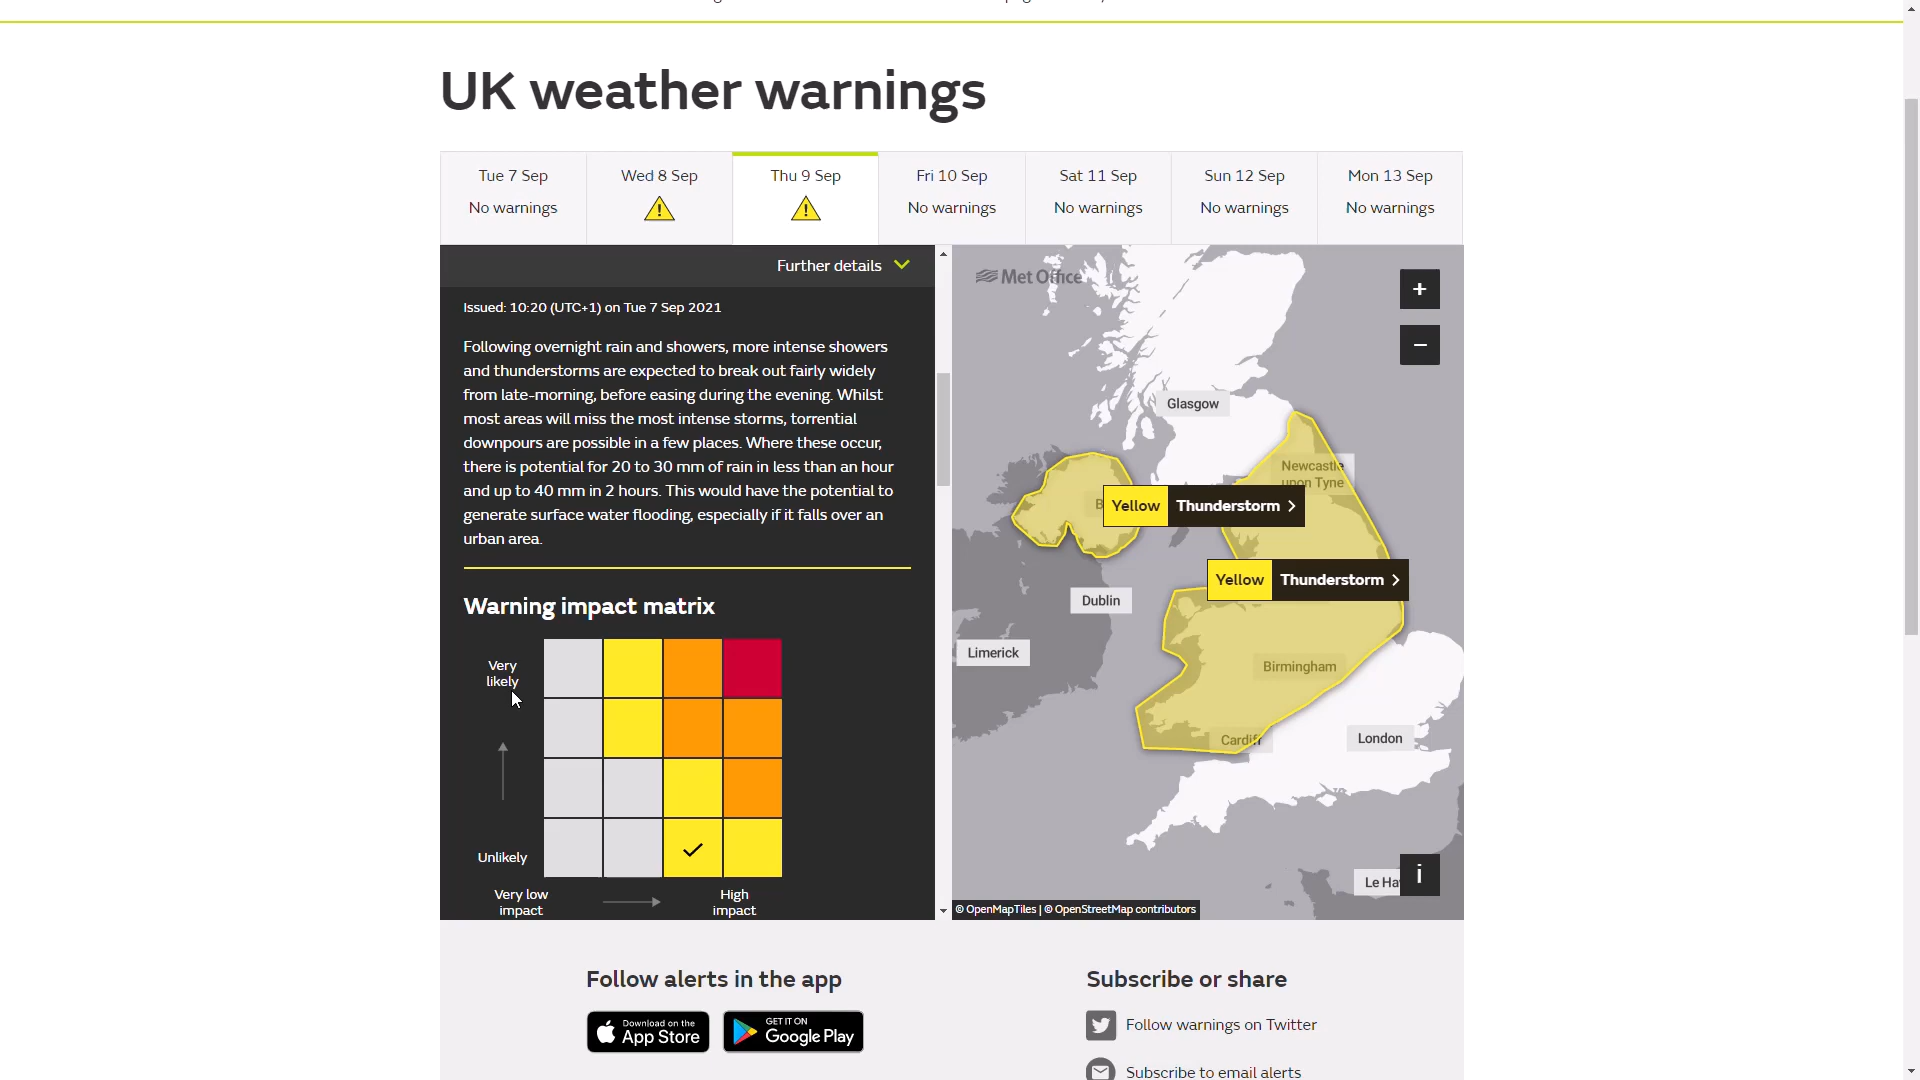 UK weather warnings
Tue 7 Sep
No warnings
Wed 8 Sep
Thu 9 Sep
Fri 10 Sep
No warnings
Sat 11 Sep
No warnings
Sun 12 Sep
No warnings
Mon 13 Sep
No warnings
Further details
Issued: 10:20 (UTC+1) on Tue 7 Sep 2021
Following overnight rain and showers, more intense showers
and thunderstorms are expected to break out fairly widely
from late-morning, before easing during the evening. Whilst
most areas will miss the most intense storms, torrential
downpours are possible in a few places. Where these occur,
there is potential for 20 to 30 mm of rain in less than an hour
and up to 40 mm in 2 hours. This would have the potential to
generate surface water flooding, especially if it falls over an
urban area.
Warning impact matrix
Very
likely
Unlikely
Very low
impact
High
impact
Met Office
+
−
Glasgow
Newcastle
upon Tyne
Yellow Thunderstorm
Yellow Thunderstorm
Dublin
Limerick
Birmingham
Cardiff
London
Le Ha
i
© OpenMapTiles | © OpenStreetMap contributors
Follow alerts in the app
Download on the
App Store
GET IT ON
Google Play
Subscribe or share
Follow warnings on Twitter
Subscribe to email alerts